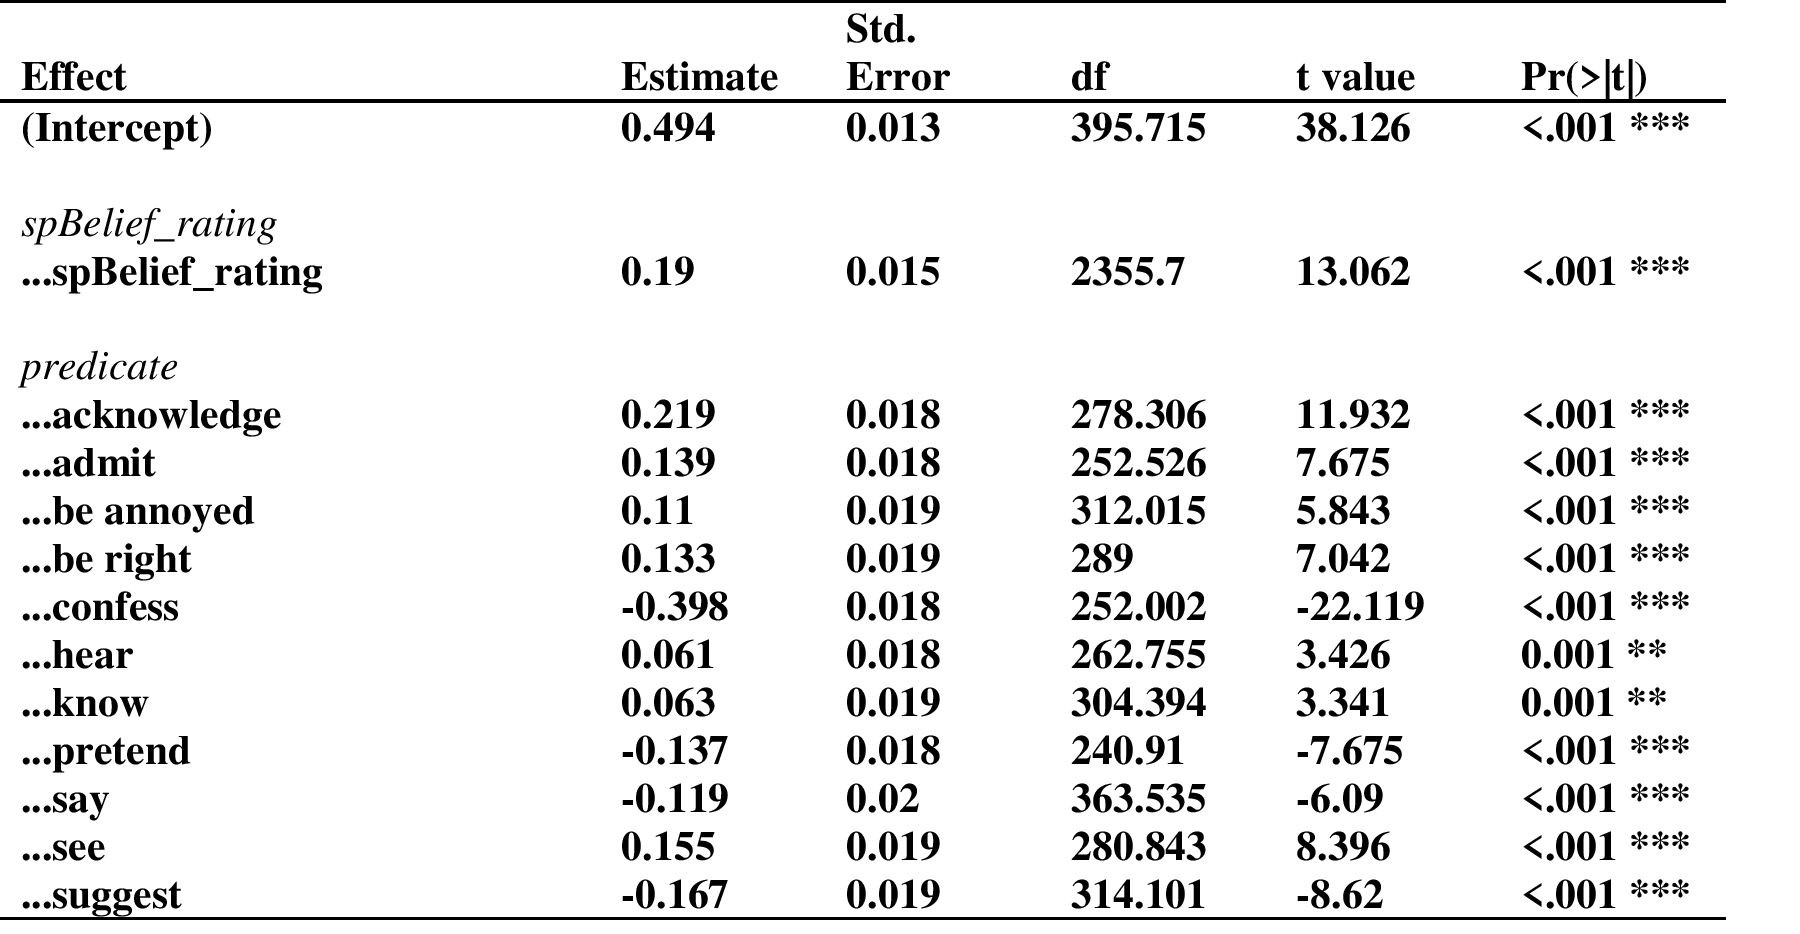 Std.
Effect Estimate Error df t value Pr(>|t|)
(Intercept) 0.494 0.013 395.715 38.126 <.001 ***
spBelief_rating
...spBelief_rating 0.19 0.015 2355.7 13.062 <.001 ***
predicate
...acknowledge 0.219 0.018 278.306 11.932 <.001 ***
...admit 0.139 0.018 252.526 7.675 <.001 ***
...be annoyed 0.11 0.019 312.015 5.843 <.001 ***
...be right 0.133 0.019 289 7.042 <.001 ***
...confess -0.398 0.018 252.002 -22.119 <.001 ***
...hear 0.061 0.018 262.755 3.426 0.001 **
...know 0.063 0.019 304.394 3.341 0.001 **
...pretend -0.137 0.018 240.91 -7.675 <.001 ***
...say -0.119 0.02 363.535 -6.09 <.001 ***
...see 0.155 0.019 280.843 8.396 <.001 ***
...suggest -0.167 0.019 314.101 -8.62 <.001 ***